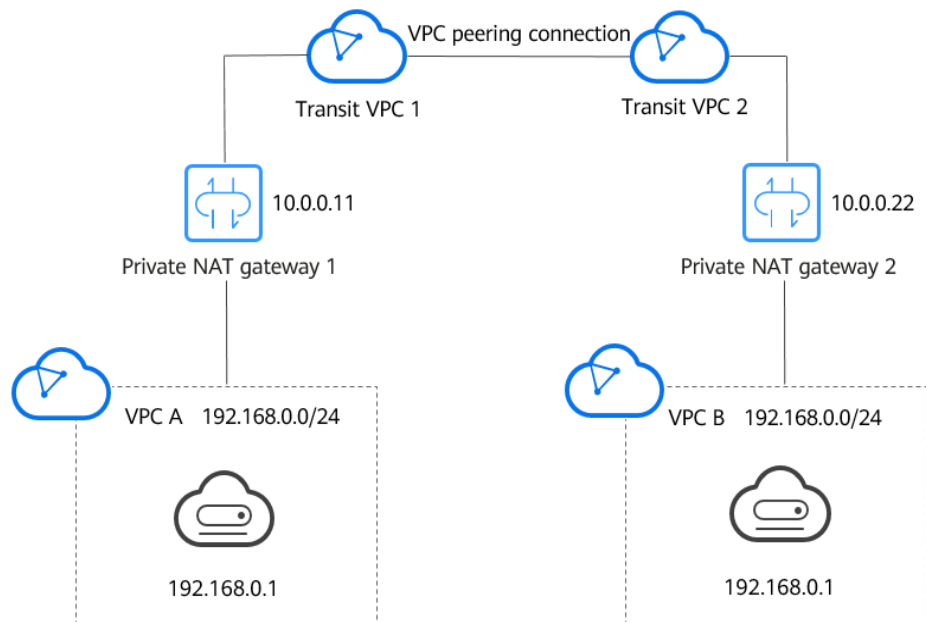 VPC peering connection
Transit VPC 1
Transit VPC 2
10.0.0.11
10.0.0.22
Private NAT gateway 1
Private NAT gateway 2
VPC A 192.168.0.0/24
VPC B 192.168.0.0/24
192.168.0.1
192.168.0.1